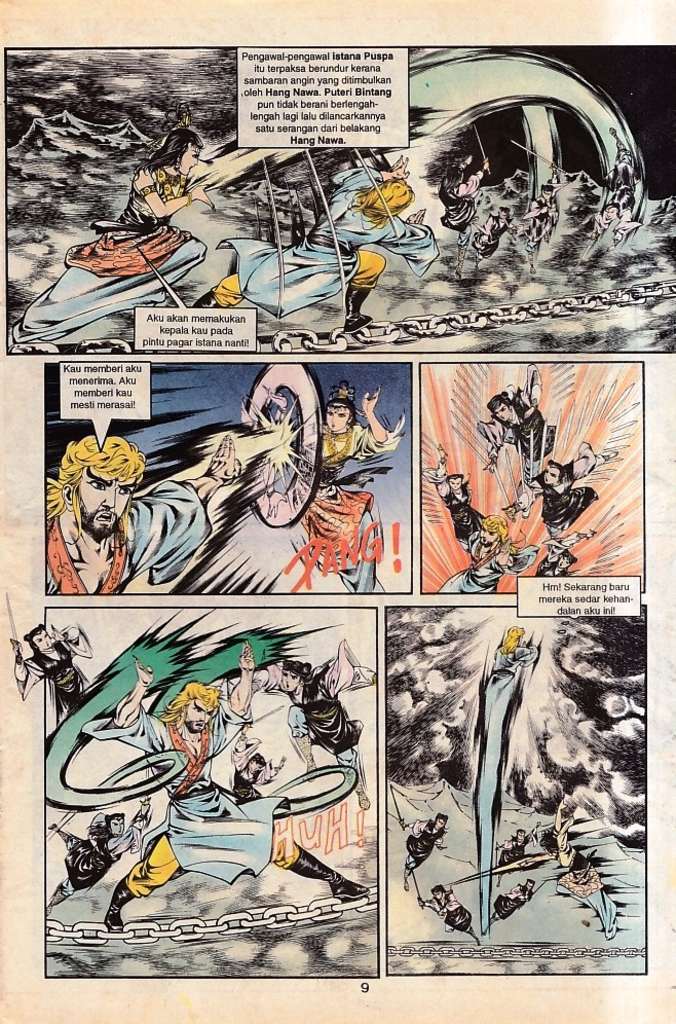 Pengawal-pengawal istana Puspa
itu terpaksa berundur kerana
sambaran angin yang ditimbulkan
oleh Hang Nawa. Puteri Bintang
pun tidak berani berlengah-
lengah lagi lalu dilancarkannya
satu serangan dari belakang
Hang Nawa.
Aku akan memakukan
kepala kau pada
pintu pagar istana nanti!
Kau memberi aku
menerima. Aku
memberi kau
mesti merasai!
PANG!
Hm! Sekarang baru
mereka sedar kehan-
dalan aku ini!
HUH!
9